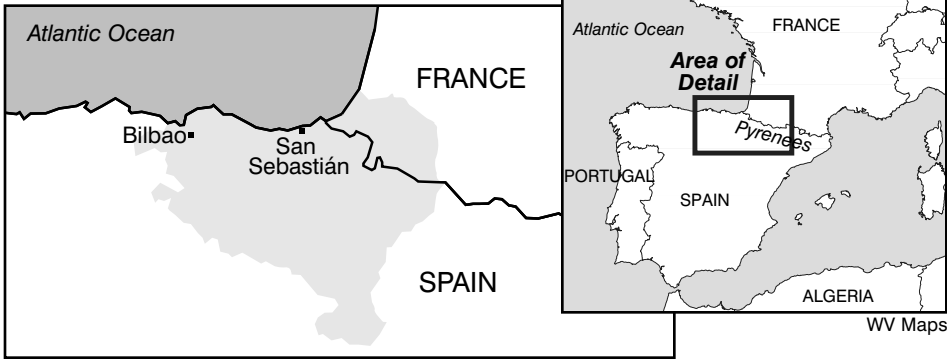 Atlantic Ocean
FRANCE
Bilbao
San
Sebastián
SPAIN
Atlantic Ocean
FRANCE
Area of
Detail
Pyrenees
PORTUGAL
SPAIN
ALGERIA
WV Maps